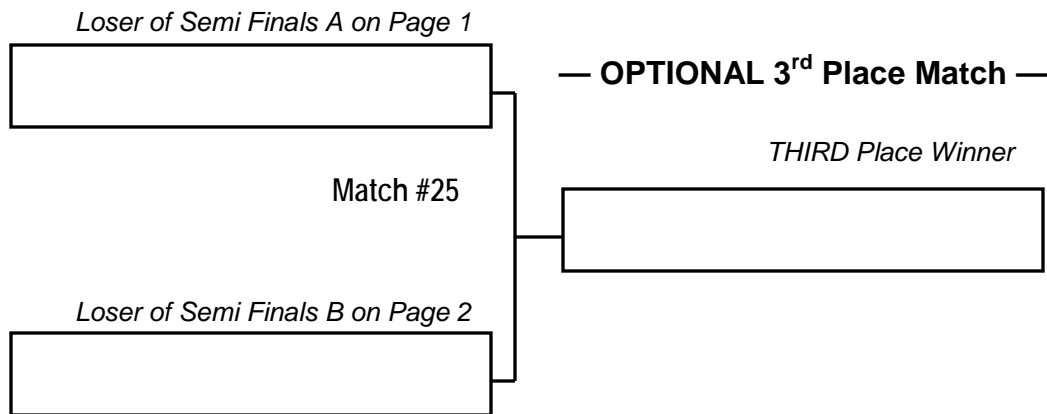 Loser of Semi Finals A on Page 1
— OPTIONAL 3rd Place Match —
THIRD Place Winner
Match #25
Loser of Semi Finals B on Page 2